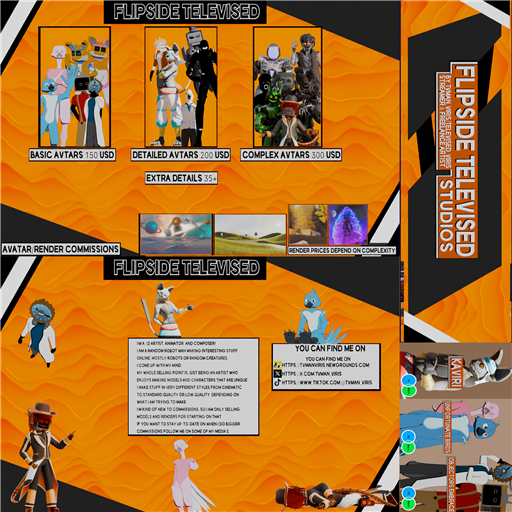 FLIPSIDE TELEVISED
BASIC AVTARS 150 USD
DETAILED AVTARS 200 USD
COMPLEX AVTARS 300 USD
EXTRA DETAILS 35+
AVATAR/RENDER COMMISSIONS
RENDER PRICES DEPEND ON COMPLEXITY
FLIPSIDE TELEVISED
I'M A 3D ARTIST, ANIMATOR, AND COMPOSER!
I AM A RANDOM ROBOT MAN MAKING INTERESTING STUFF
ONLINE, MOSTLY ROBOTS OR RANDOM CREATURES
I COME UP WITH MY MIND
MY WHOLE SELLING-POINT IS JUST BEING AN ARTIST WHO
ENJOYS MAKING MODELS AND CHARACTERS THAT ARE UNIQUE
I MAKE STUFF IN VERY DIFFERENT STYLES FROM CINEMATIC
TO STANDARD QUALITY OR LOW QUALITY, DEPENDING ON
WHAT I AM TRYING TO MAKE
I'M KIND OF NEW TO COMMISSIONS, SO I AM ONLY SELLING
MODELS AND RENDERS FOR STARTING ON THAT
IF YOU WANT TO STAY UP TO DATE ON WHEN I DO BIGGER
COMMISSIONS FOLLOW ME ON SOME OF MY MEDIA'S
YOU CAN FIND ME ON
YOU CAN FIND ME ON
HTTPS://TVMANVIRIS.NEWGROUNDS.COM
HTTPS://X.COM/TVMAN_VIRIS
HTTPS://WWW.TIKTOK.COM/@TVMAN_VIRIS
FLIPSIDE TELEVISED
STUDIOS
BY TVMAN_VIRIS, TELEVISED_VIRIS
STREAMER, FREELANCE ARTIST